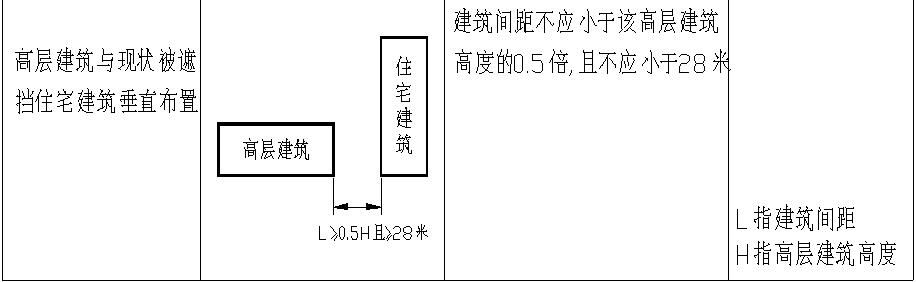 高层建筑与现状被遮
挡住宅建筑垂直布置
住宅建筑
高层建筑
L≥0.5H且≥28米
建筑间距不应小于该高层建筑
高度的0.5倍,且不应小于28米
L指建筑间距
H指高层建筑高度